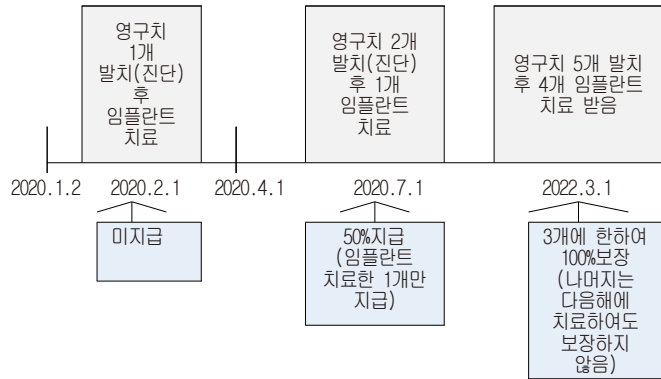 영구치
1개
발치(진단)
후
임플란트
치료
영구치 2개
발치(진단)
후 1개
임플란트
치료
영구치 5개 발치
후 4개 임플란트
치료 받음
2020.1.2
2020.2.1
2020.4.1
2020.7.1
2022.3.1
미지급
50%지급
(임플란트
치료한 1개만
지급)
3개에 한하여
100%보장
(나머지는
다음해에
치료하여도
보장하지
않음)